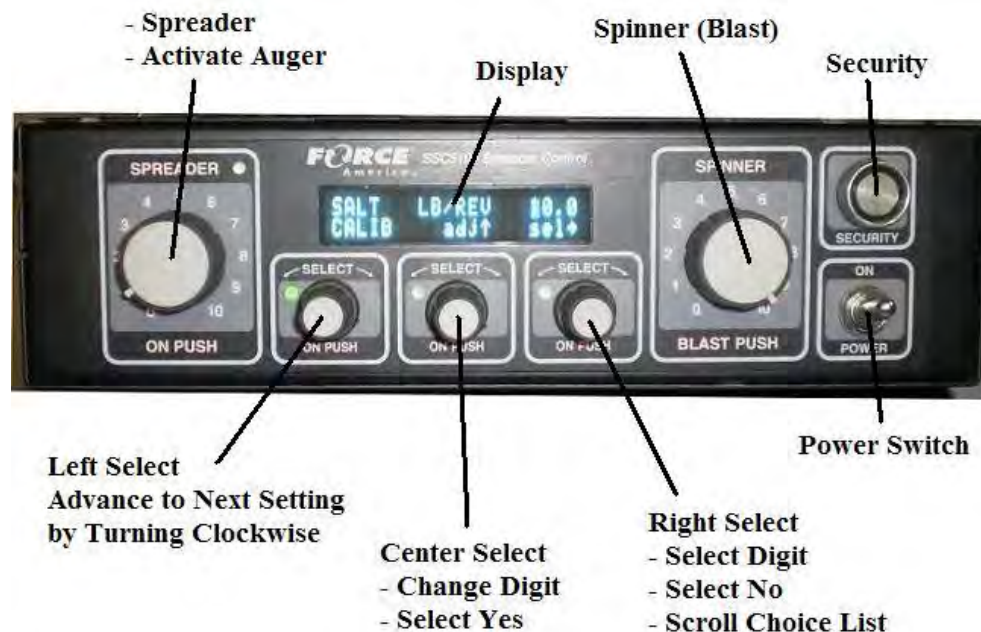 - Spreader
- Activate Auger
Spinner (Blast)
Display
Security
SPREADER
4
6
3
7
8
9
10
ON PUSH
FORCE
America
Control
SALT LB/REV 10.0
CALIB adj↑ sel→
SELECT
ON PUSH
SELECT
ON PUSH
SELECT
ON PUSH
SPINNER
4
6
3
2
1
0
10
BLAST PUSH
SECURITY
ON
POWER
Left Select
Advance to Next Setting
by Turning Clockwise
Center Select
- Change Digit
- Select Yes
Right Select
- Select Digit
- Select No
- Scroll Choice List
Power Switch